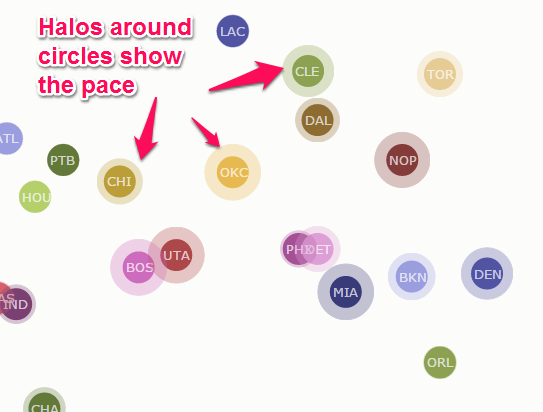 Halos around
circles show
the pace
LAC
CLE
TOR
DAL
ATL
PTB
NOP
CHI
OKC
HOU
UTA
BOS
PHI
DET
BKN
DEN
MIA
IND
ORL
CHA